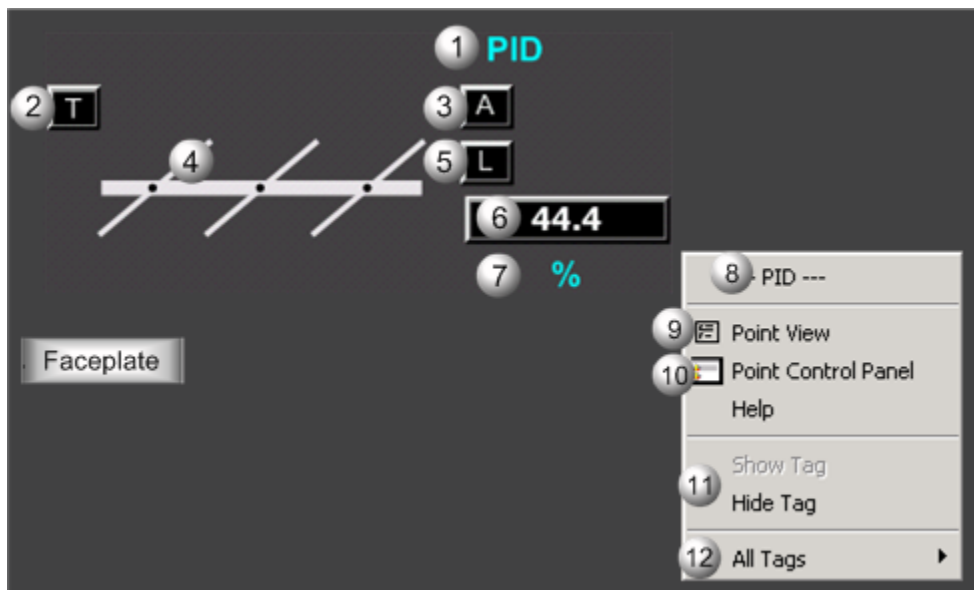 1 PID
2 T
3 A
4
5 L
6 44.4
7 %
8 - PID ---
9 Point View
10 Point Control Panel
Help
Show Tag
11
Hide Tag
12 All Tags
Faceplate